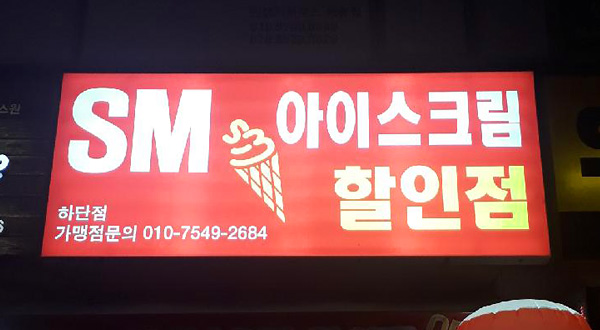 SM 아이스크림
할인점
하단점
가맹점문의 010-7549-2684